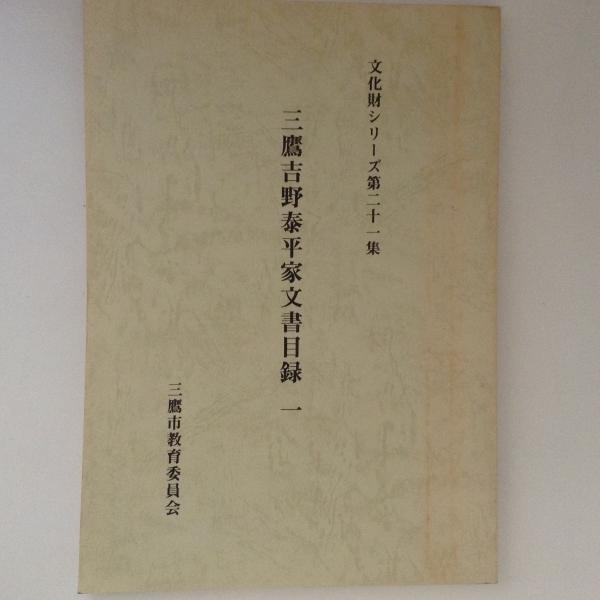 文化財シリーズ第二十一集
三鷹吉野泰平家文書目録 一
三鷹市教育委員会